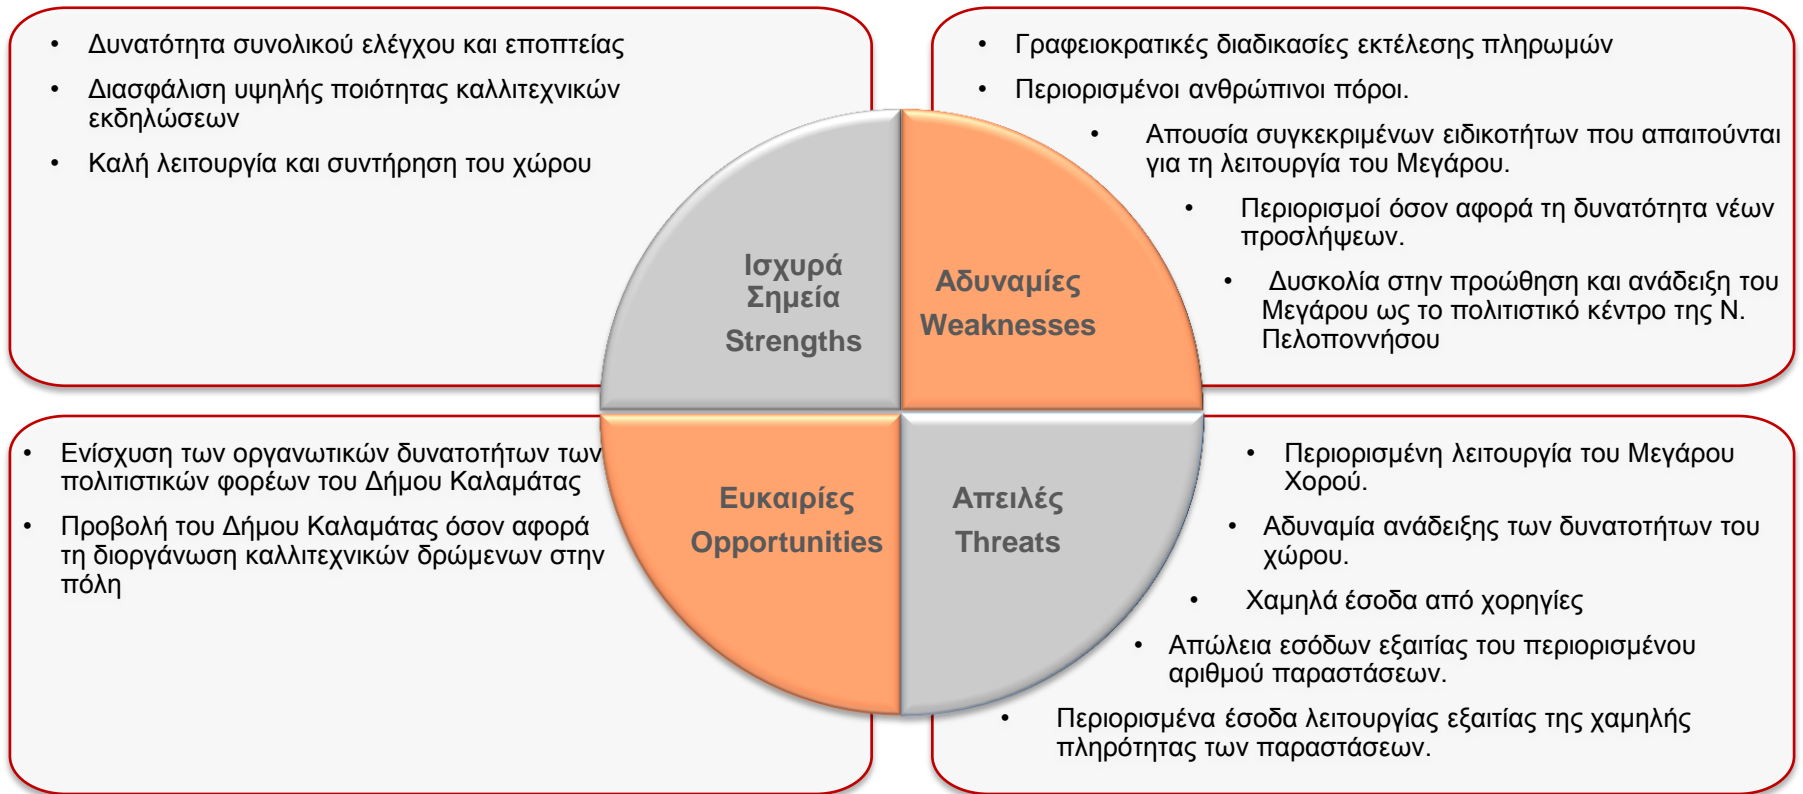 • Δυνατότητα συνολικού ελέγχου και εποπτείας
• Διασφάλιση υψηλής ποιότητας καλλιτεχνικών
εκδηλώσεων
• Καλή λειτουργία και συντήρηση του χώρου
• Γραφειοκρατικές διαδικασίες εκτέλεσης πληρωμών
• Περιορισμένοι ανθρώπινοι πόροι.
• Απουσία συγκεκριμένων ειδικοτήτων που απαιτούνται
για τη λειτουργία του Μεγάρου.
• Περιορισμοί όσον αφορά τη δυνατότητα νέων
προσλήψεων.
• Δυσκολία στην προώθηση και ανάδειξη του
Μεγάρου ως το πολιτιστικό κέντρο της Ν.
Πελοποννήσου
Ισχυρά
Σημεία
Strengths
Αδυναμίες
Weaknesses
• Ενίσχυση των οργανωτικών δυνατοτήτων των
πολιτιστικών φορέων του Δήμου Καλαμάτας
• Προβολή του Δήμου Καλαμάτας όσον αφορά
τη διοργάνωση καλλιτεχνικών δρώμενων στην
πόλη
Ευκαιρίες
Opportunities
Απειλές
Threats
• Περιορισμένη λειτουργία του Μεγάρου
Χορού.
• Αδυναμία ανάδειξης των δυνατοτήτων του
χώρου.
• Χαμηλά έσοδα από χορηγίες
• Απώλεια εσόδων εξαιτίας του περιορισμένου
αριθμού παραστάσεων.
• Περιορισμένα έσοδα λειτουργίας εξαιτίας της χαμηλής
πληρότητας των παραστάσεων.